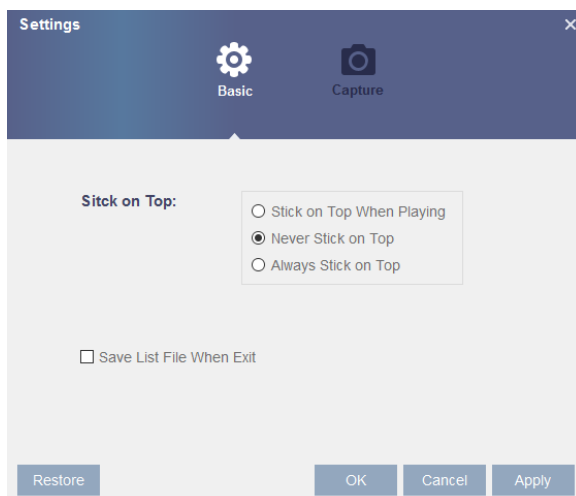 Settings
Basic
Capture
Sitck on Top:
Stick on Top When Playing
Never Stick on Top
Always Stick on Top
Save List File When Exit
Restore
OK
Cancel
Apply